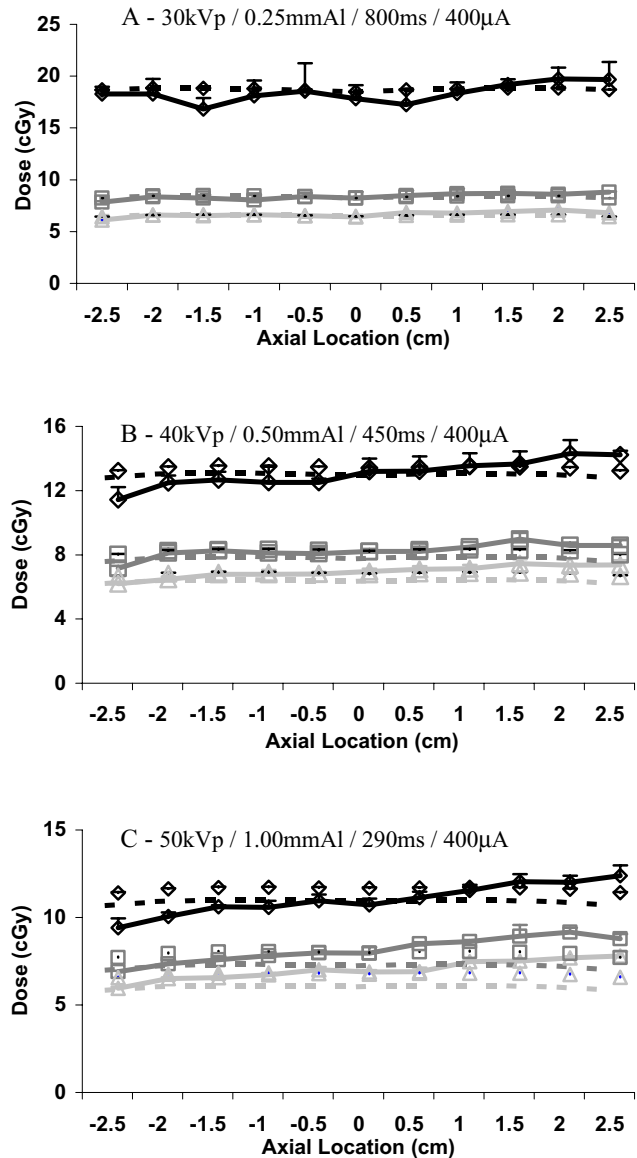 A - 30kVp / 0.25mmAl / 800ms / 400μA
25
20
15
10
5
0
Dose (cGy)
-2.5 -2 -1.5 -1 -0.5 0 0.5 1 1.5 2 2.5
Axial Location (cm)
B - 40kVp / 0.50mmAl / 450ms / 400μA
16
12
8
4
0
Dose (cGy)
-2.5 -2 -1.5 -1 -0.5 0 0.5 1 1.5 2 2.5
Axial Location (cm)
C - 50kVp / 1.00mmAl / 290ms / 400μA
15
10
5
0
Dose (cGy)
-2.5 -2 -1.5 -1 -0.5 0 0.5 1 1.5 2 2.5
Axial Location (cm)